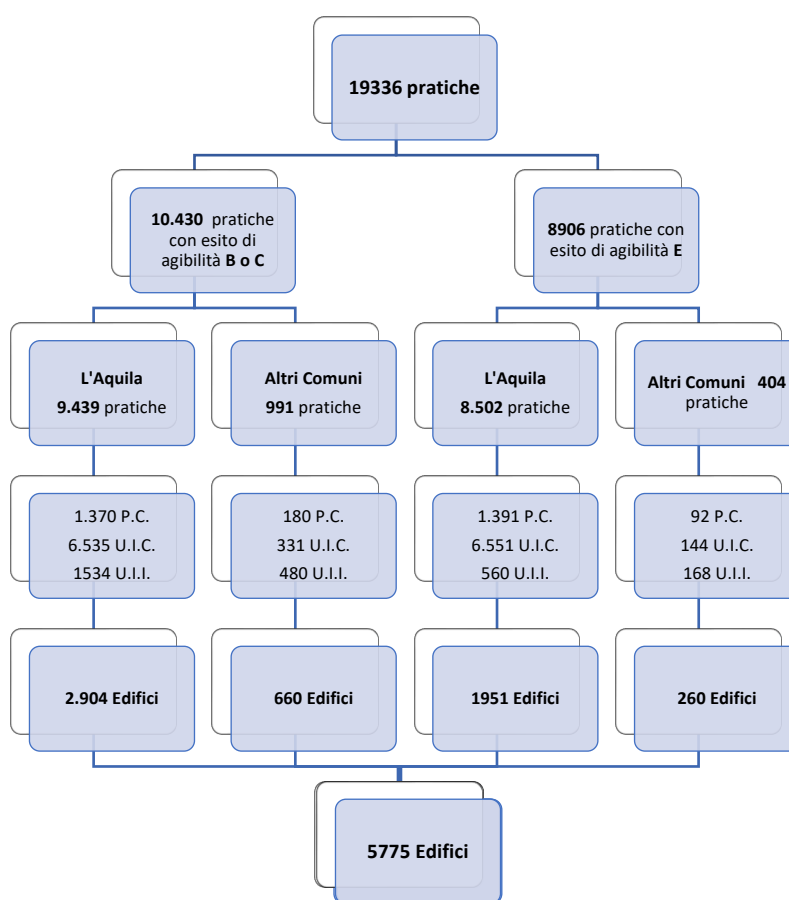 19336 pratiche
10.430 pratiche
con esito di
agibilità B o C
8906 pratiche con
esito di agibilità E
L'Aquila
9.439 pratiche
Altri Comuni
991 pratiche
L'Aquila
8.502 pratiche
Altri Comuni 404
pratiche
1.370 P.C.
6.535 U.I.C.
1534 U.I.I.
180 P.C.
331 U.I.C.
480 U.I.I.
1.391 P.C.
6.551 U.I.C.
560 U.I.I.
92 P.C.
144 U.I.C.
168 U.I.I.
2.904 Edifici
660 Edifici
1951 Edifici
260 Edifici
5775 Edifici